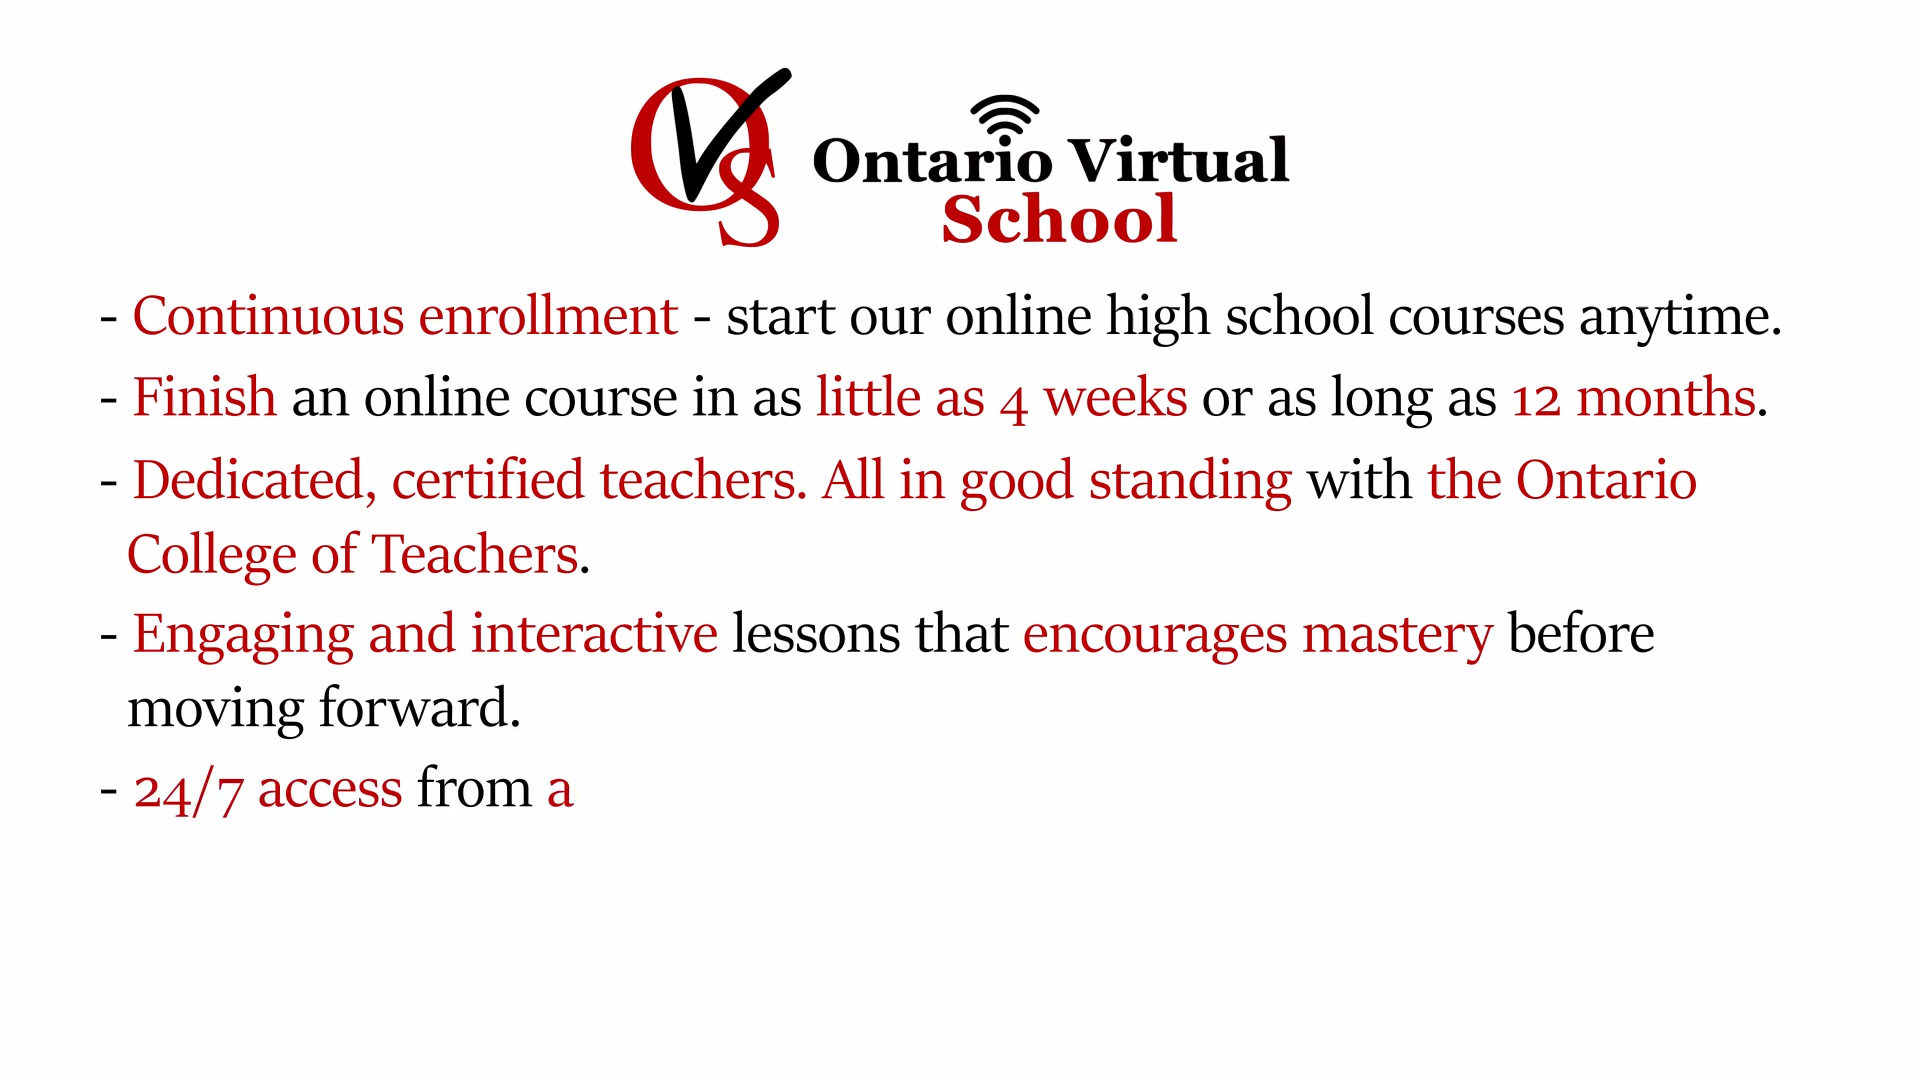 OVS
Ontario Virtual
School
- Continuous enrollment - start our online high school courses anytime.
- Finish an online course in as little as 4 weeks or as long as 12 months.
- Dedicated, certified teachers. All in good standing with the Ontario
College of Teachers.
- Engaging and interactive lessons that encourages mastery before
moving forward.
- 24/7 access from a